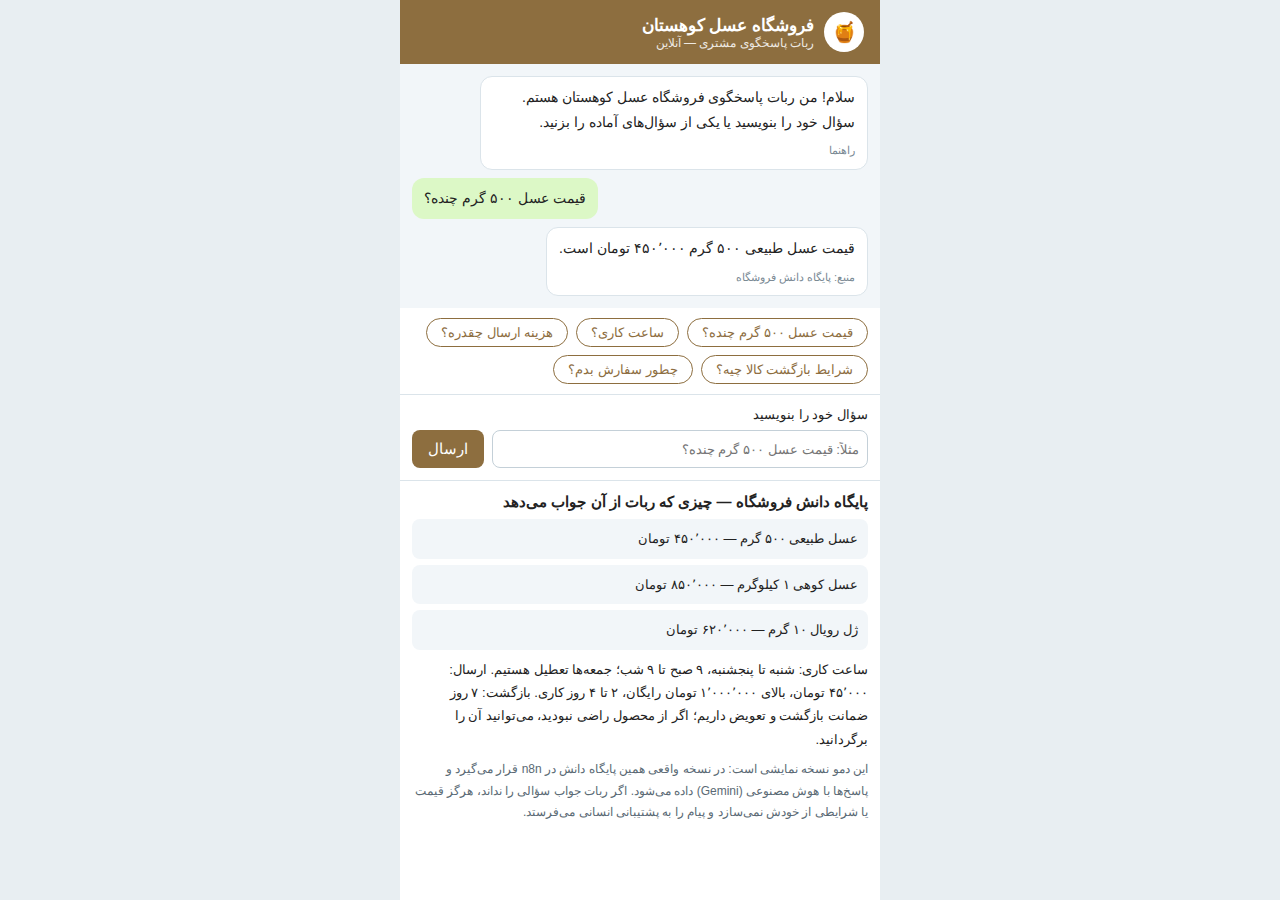 فروشگاه عسل کوهستان
ربات پاسخگوی مشتری — آنلاین
سلام! من ربات پاسخگوی فروشگاه عسل کوهستان هستم.
سؤال خود را بنویسید یا یکی از سؤال‌های آماده را بزنید.
راهنما
قیمت عسل ۵۰۰ گرم چنده؟
قیمت عسل طبیعی ۵۰۰ گرم ۴۵۰٬۰۰۰ تومان است.
منبع: پایگاه دانش فروشگاه
قیمت عسل ۵۰۰ گرم چنده؟ ساعت کاری؟ هزینه ارسال چقدره؟
شرایط بازگشت کالا چیه؟ چطور سفارش بدم؟
سؤال خود را بنویسید
مثلاً: قیمت عسل ۵۰۰ گرم چنده؟ ارسال
پایگاه دانش فروشگاه — چیزی که ربات از آن جواب می‌دهد
عسل طبیعی ۵۰۰ گرم — ۴۵۰٬۰۰۰ تومان
عسل کوهی ۱ کیلوگرم — ۸۵۰٬۰۰۰ تومان
ژل رویال ۱۰ گرم — ۶۲۰٬۰۰۰ تومان
ساعت کاری: شنبه تا پنجشنبه، ۹ صبح تا ۹ شب؛ جمعه‌ها تعطیل هستیم. ارسال:
۴۵٬۰۰۰ تومان، بالای ۱٬۰۰۰٬۰۰۰ تومان رایگان، ۲ تا ۴ روز کاری. بازگشت: ۷ روز
ضمانت بازگشت و تعویض داریم؛ اگر از محصول راضی نبودید، می‌توانید آن را
برگردانید.
این دمو نسخه نمایشی است: در نسخه واقعی همین پایگاه دانش در n8n قرار می‌گیرد و
پاسخ‌ها با هوش مصنوعی (Gemini) داده می‌شود. اگر ربات جواب سؤالی را نداند، هرگز قیمت
یا شرایطی از خودش نمی‌سازد و پیام را به پشتیبانی انسانی می‌فرستد.